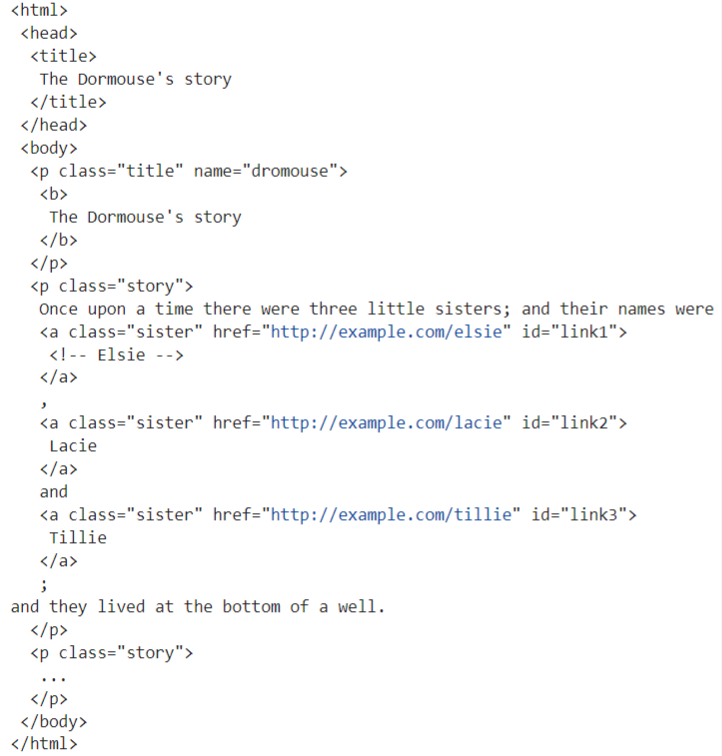 <html>
<head>
<title>
The Dormouse's story
</title>
</head>
<body>
<p class="title" name="dromouse">
<b>
The Dormouse's story
</b>
</p>
<p class="story">
Once upon a time there were three little sisters; and their names were
<a class="sister" href="http://example.com/elsie" id="link1">
<!-- Elsie -->
</a>
,
<a class="sister" href="http://example.com/lacie" id="link2">
Lacie
</a>
and
<a class="sister" href="http://example.com/tillie" id="link3">
Tillie
</a>
;
and they lived at the bottom of a well.
</p>
<p class="story">
...
</p>
</body>
</html>